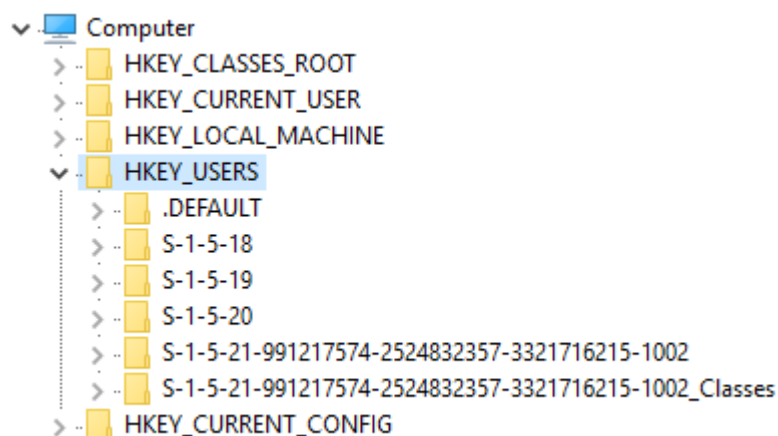 Computer
HKEY_CLASSES_ROOT
HKEY_CURRENT_USER
HKEY_LOCAL_MACHINE
HKEY_USERS
.DEFAULT
S-1-5-18
S-1-5-19
S-1-5-20
S-1-5-21-991217574-2524832357-3321716215-1002
S-1-5-21-991217574-2524832357-3321716215-1002_Classes
HKEY_CURRENT_CONFIG